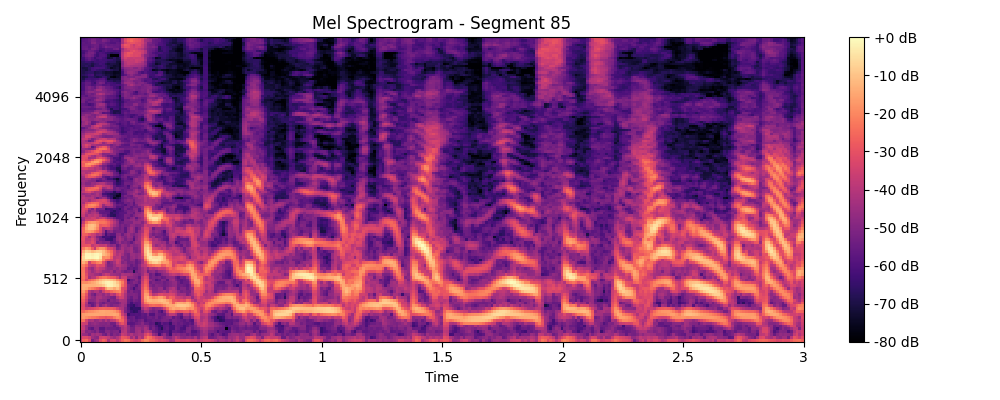 Mel Spectrogram - Segment 85
+0 dB
-10 dB
-20 dB
-30 dB
-40 dB
-50 dB
-60 dB
-70 dB
-80 dB
Frequency
4096
2048
1024
512
0
0 0.5 1 1.5 2 2.5 3
Time